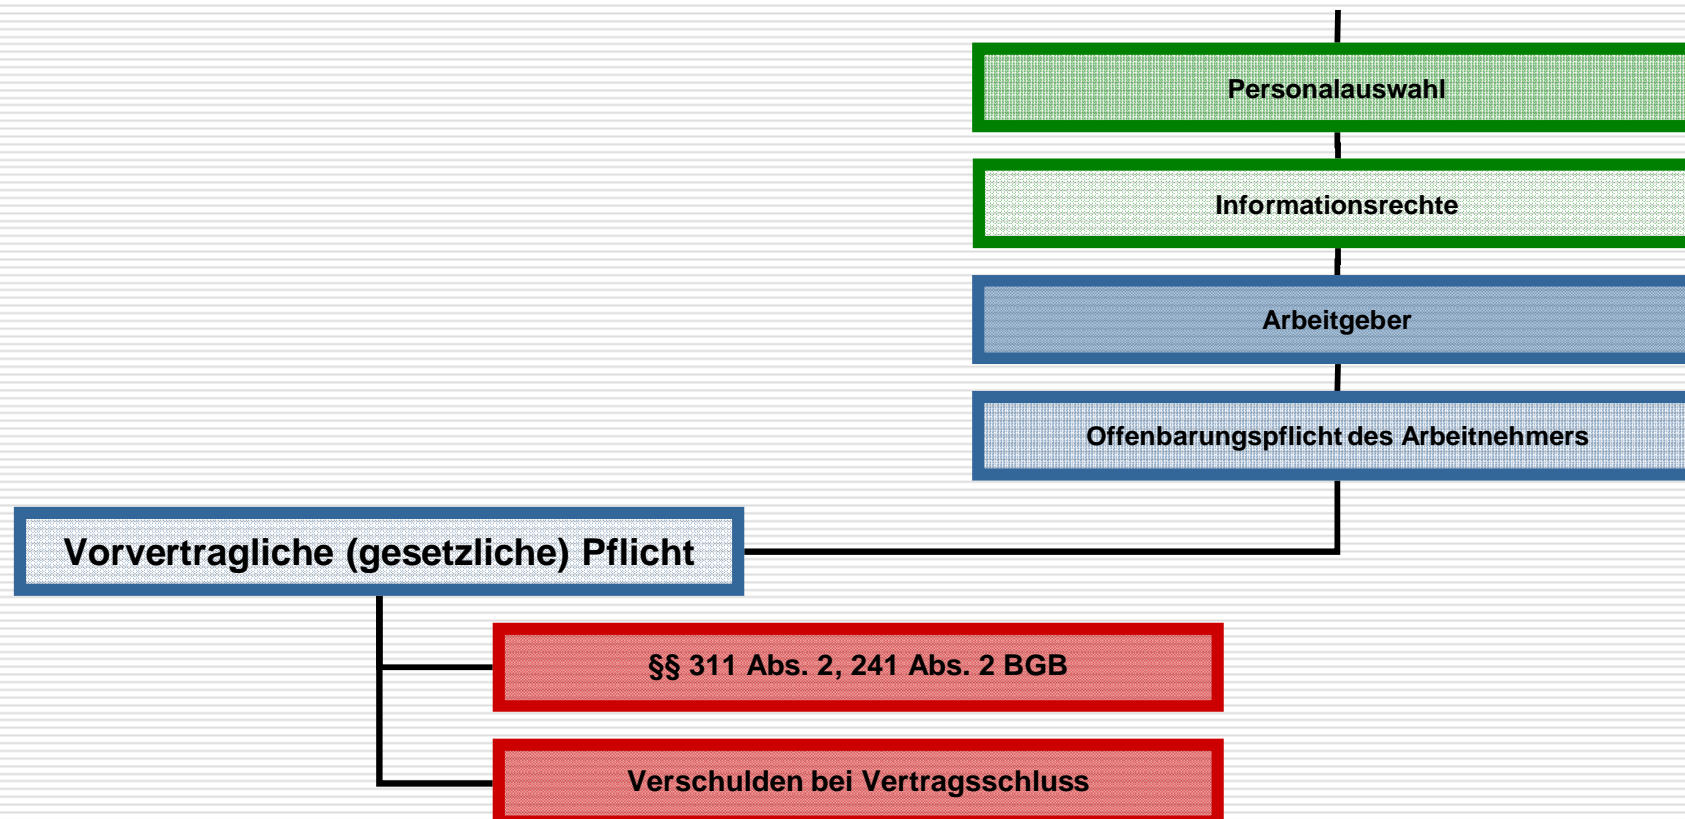 Personalauswahl
Informationsrechte
Arbeitgeber
Offenbarungspflicht des Arbeitnehmers
Vorvertragliche (gesetzliche) Pflicht
§§ 311 Abs. 2, 241 Abs. 2 BGB
Verschulden bei Vertragsschluss